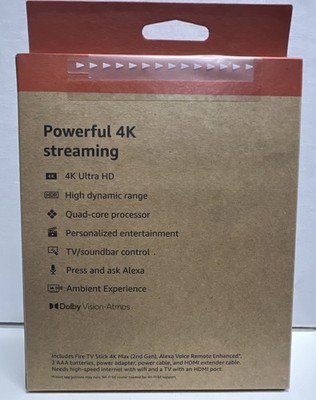 Powerful 4K
streaming
4K 4K Ultra HD
HDR High dynamic range
Quad-core processor
Personalized entertainment
TV/soundbar control
Press and ask Alexa
Ambient Experience
Dolby Vision·Atmos
Includes Fire TV Stick 4K Max (2nd Gen), Alexa Voice Remote Enhanced*,
2 AAA batteries, power adapter, power cable, and HDMI extender cable
Needs high-speed internet with wifi and a TV with an HDMI port.